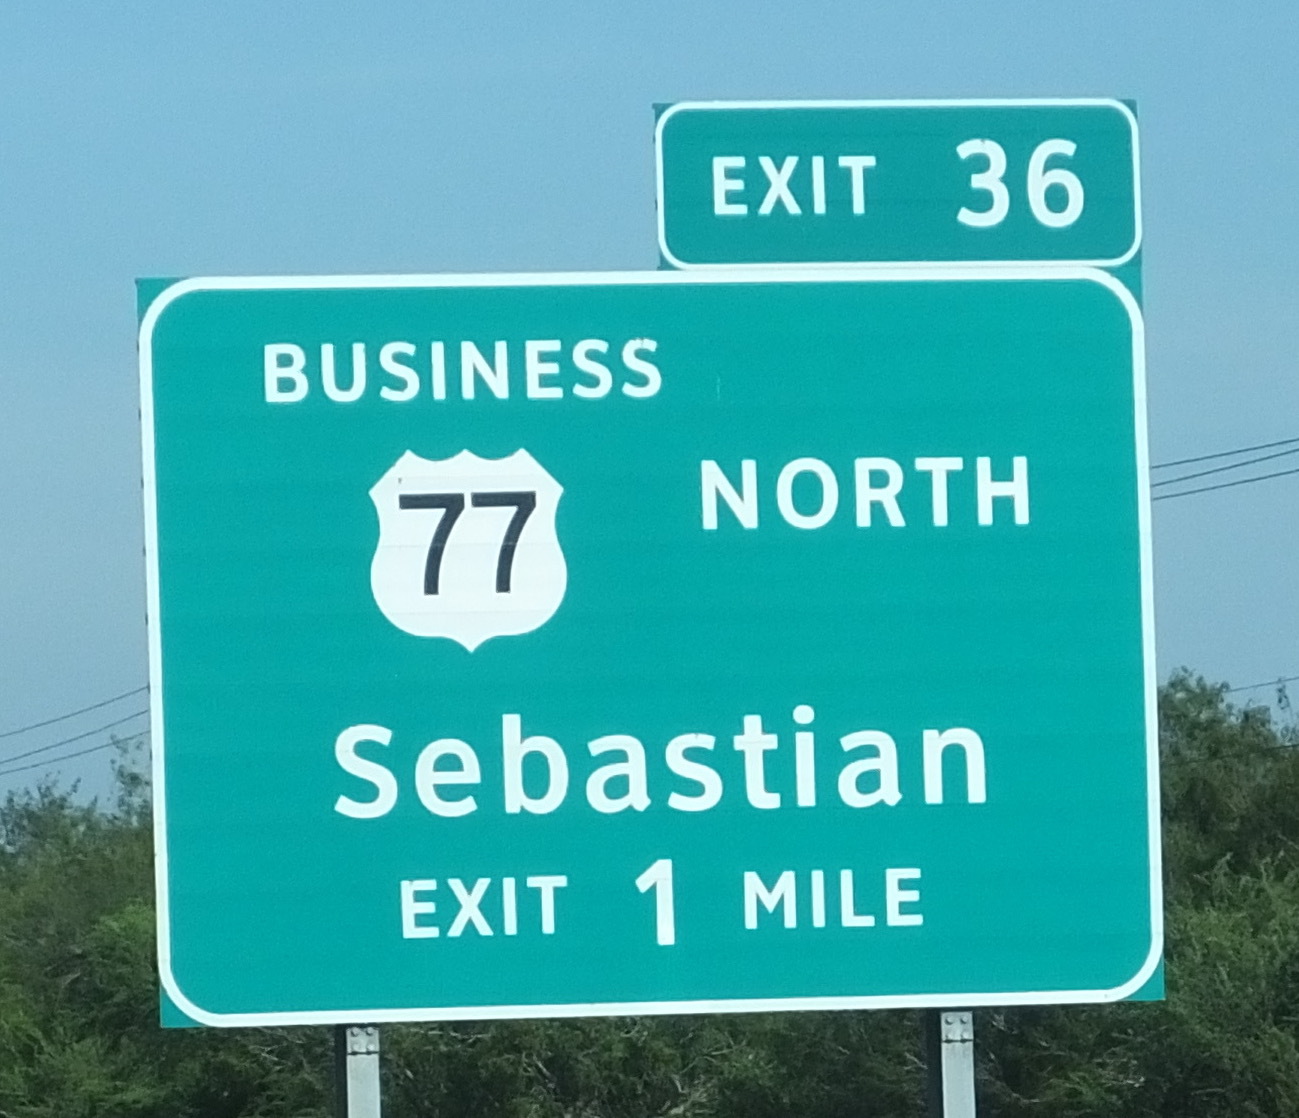 EXIT 36
BUSINESS
77 NORTH
Sebastian
EXIT 1 MILE